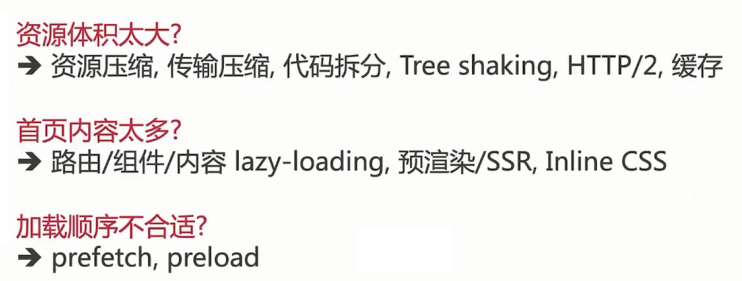 资源体积太大?
➔ 资源压缩, 传输压缩, 代码拆分, Tree shaking, HTTP/2, 缓存
首页内容太多?
➔ 路由/组件/内容 lazy-loading, 预渲染/SSR, Inline CSS
加载顺序不合适?
➔ prefetch, preload